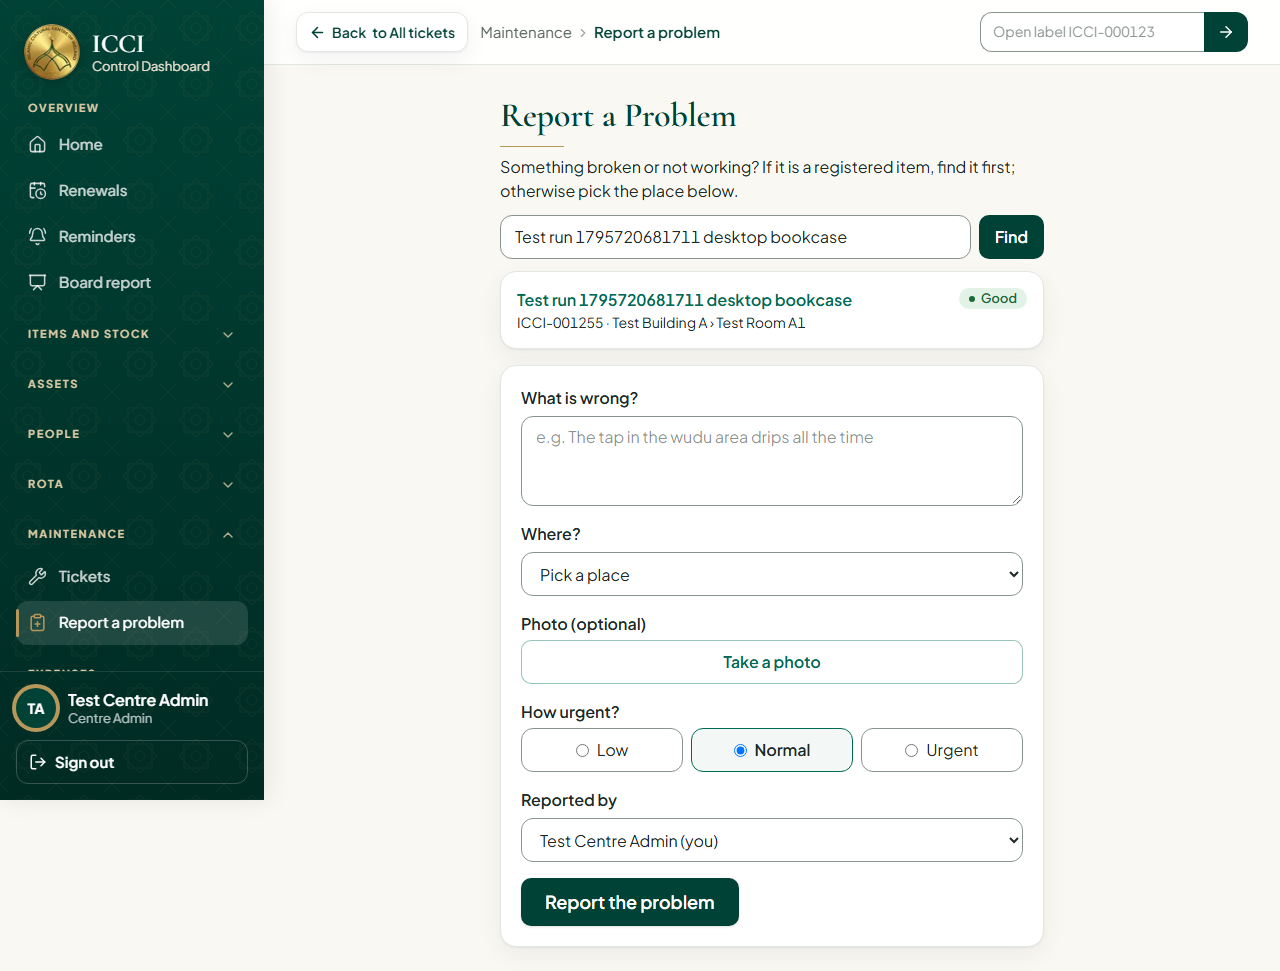 ICCI
Control Dashboard
OVERVIEW
Home
Renewals
Reminders
Board report
ITEMS AND STOCK
ASSETS
PEOPLE
ROTA
MAINTENANCE
Tickets
Report a problem
TA
Test Centre Admin
Centre Admin
Sign out
Back to All tickets
Maintenance › Report a problem
Open label ICCI-000123
Report a Problem
Something broken or not working? If it is a registered item, find it first;
otherwise pick the place below.
Test run 1795720681711 desktop bookcase
Find
Test run 1795720681711 desktop bookcase
Good
ICCI-001255 · Test Building A › Test Room A1
What is wrong?
e.g. The tap in the wudu area drips all the time
Where?
Pick a place
Photo (optional)
Take a photo
How urgent?
Low
Normal
Urgent
Reported by
Test Centre Admin (you)
Report the problem